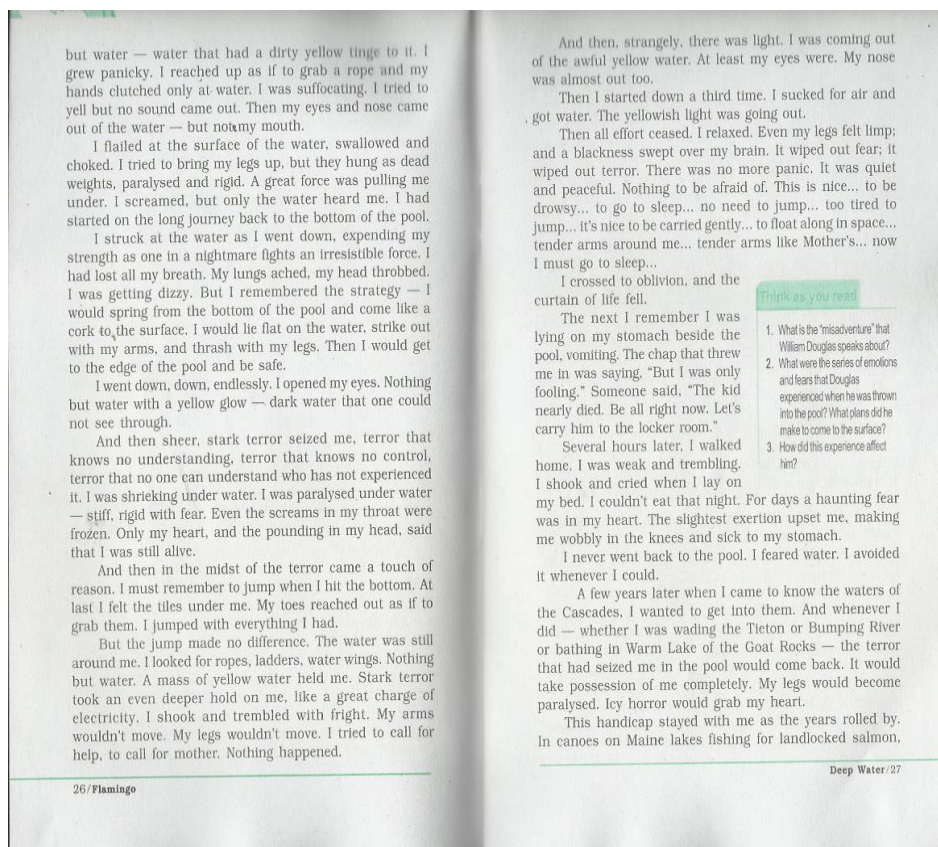 but water — water that had a dirty yellow tinge to it. I
grew panicky. I reached up as if to grab a rope and my
hands clutched only at water. I was suffocating. I tried to
yell but no sound came out. Then my eyes and nose came
out of the water — but not my mouth.
I flailed at the surface of the water, swallowed and
choked. I tried to bring my legs up, but they hung as dead
weights, paralysed and rigid. A great force was pulling me
under. I screamed, but only the water heard me. I had
started on the long journey back to the bottom of the pool.
I struck at the water as I went down, expending my
strength as one in a nightmare fights an irresistible force. I
had lost all my breath. My lungs ached, my head throbbed.
I was getting dizzy. But I remembered the strategy — I
would spring from the bottom of the pool and come like a
cork to the surface. I would lie flat on the water, strike out
with my arms, and thrash with my legs. Then I would get
to the edge of the pool and be safe.
I went down, down, endlessly. I opened my eyes. Nothing
but water with a yellow glow — dark water that one could
not see through.
And then sheer, stark terror seized me, terror that
knows no understanding, terror that knows no control,
terror that no one can understand who has not experienced
it. I was shrieking under water. I was paralysed under water
— stiff, rigid with fear. Even the screams in my throat were
frozen. Only my heart, and the pounding in my head, said
that I was still alive.
And then in the midst of the terror came a touch of
reason. I must remember to jump when I hit the bottom. At
last I felt the tiles under me. My toes reached out as if to
grab them. I jumped with everything I had.
But the jump made no difference. The water was still
around me. I looked for ropes, ladders, water wings. Nothing
but water. A mass of yellow water held me. Stark terror
took an even deeper hold on me, like a great charge of
electricity. I shook and trembled with fright. My arms
wouldn't move. My legs wouldn't move. I tried to call for
help, to call for mother. Nothing happened.
26/Flamingo
And then, strangely, there was light. I was coming out
of the awful yellow water. At least my eyes were. My nose
was almost out too.
Then I started down a third time. I sucked for air and
got water. The yellowish light was going out.
Then all effort ceased. I relaxed. Even my legs felt limp;
and a blackness swept over my brain. It wiped out fear; it
wiped out terror. There was no more panic. It was quiet
and peaceful. Nothing to be afraid of. This is nice... to be
drowsy... to go to sleep... no need to jump... too tired to
jump... it's nice to be carried gently... to float along in space...
tender arms around me... tender arms like Mother's... now
I must go to sleep...
I crossed to oblivion, and the
curtain of life fell.
The next I remember I was
lying on my stomach beside the
pool, vomiting. The chap that threw
me in was saying, "But I was only
fooling." Someone said, "The kid
nearly died. Be all right now. Let's
carry him to the locker room."
Several hours later, I walked
home. I was weak and trembling.
I shook and cried when I lay on
my bed. I couldn't eat that night. For days a haunting fear
was in my heart. The slightest exertion upset me, making
me wobbly in the knees and sick to my stomach.
I never went back to the pool. I feared water. I avoided
it whenever I could.
A few years later when I came to know the waters of
the Cascades, I wanted to get into them. And whenever I
did — whether I was wading the Tieton or Bumping River
or bathing in Warm Lake of the Goat Rocks — the terror
that had seized me in the pool would come back. It would
take possession of me completely. My legs would become
paralysed. Icy horror would grab my heart.
This handicap stayed with me as the years rolled by.
In canoes on Maine lakes fishing for landlocked salmon,
Think as you read
1. What is the "misadventure" that
William Douglas speaks about?
2. What were the series of emotions
and fears that Douglas
experienced when he was thrown
into the pool? What plans did he
make to come to the surface?
3. How did this experience affect
him?
Deep Water/27